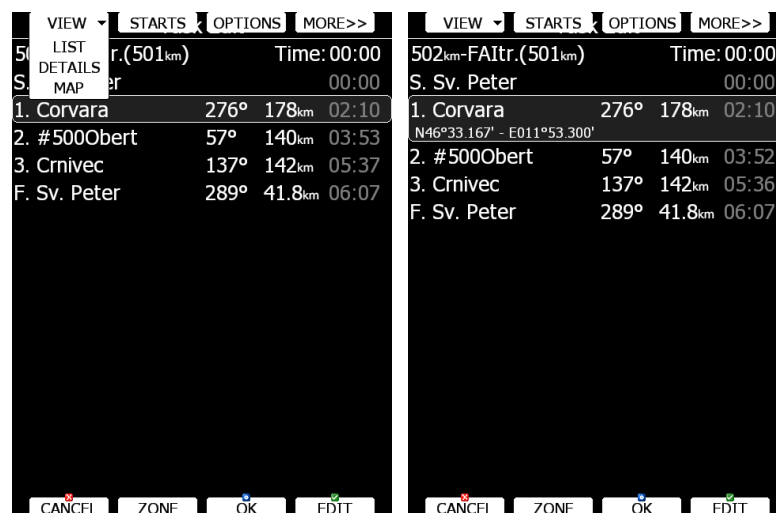 VIEW STARTS OPTIONS MORE>>
LIST
DETAILS
MAP
r.(501km) Time: 00:00
S. er 00:00
1. Corvara 276° 178km 02:10
2. #500Obert 57° 140km 03:53
3. Crnivec 137° 142km 05:37
F. Sv. Peter 289° 41.8km 06:07
CANCEL ZONE OK EDIT
VIEW STARTS OPTIONS MORE>>
502km-FAItr.(501km) Time: 00:00
S. Sv. Peter 00:00
1. Corvara 276° 178km 02:10
N46°33.167' - E011°53.300'
2. #500Obert 57° 140km 03:52
3. Crnivec 137° 142km 05:36
F. Sv. Peter 289° 41.8km 06:07
CANCEL ZONE OK EDIT